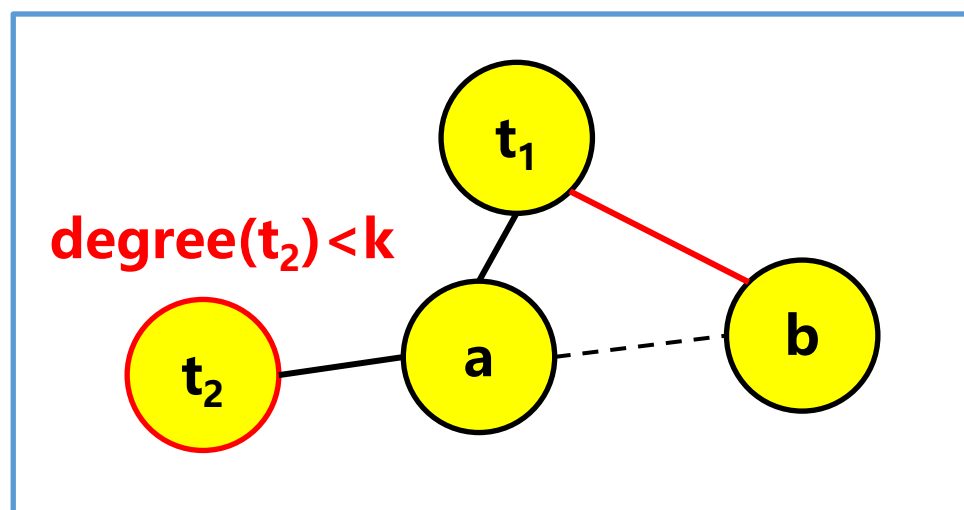 t₁
degree(t₂)<k
t₂
a
b